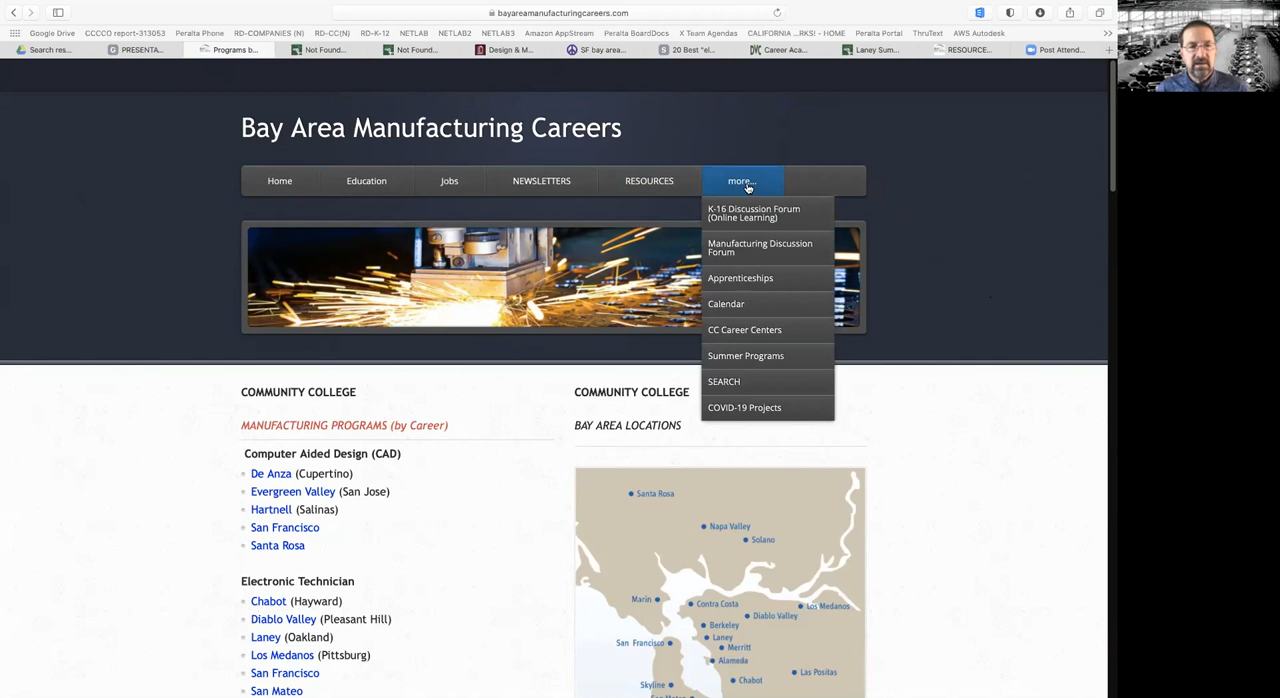 bayareamanufacturingcareers.com
Google Drive
CCCCO report-313053
Peralta Phone
RD-COMPANIES (N)
RD-CC(N)
RD-K-12
NETLAB
NETLAB2
NETLAB3
Amazon AppStream
Peralta BoardDocs
X Team Agendas
CALIFORNIA ...RKS! - HOME
Peralta Portal
ThruText
AWS Autodesk
Search res...
PRESENTA...
Programs b...
Not Found...
Not Found...
Design & M...
SF bay area...
20 Best "el...
Career Aca...
Laney Sum...
RESOURCE...
Post Attend...
Bay Area Manufacturing Careers
Home
Education
Jobs
NEWSLETTERS
RESOURCES
more...
K-16 Discussion Forum
(Online Learning)
Manufacturing Discussion
Forum
Apprenticeships
Calendar
CC Career Centers
Summer Programs
SEARCH
COVID-19 Projects
COMMUNITY COLLEGE
MANUFACTURING PROGRAMS (by Career)
Computer Aided Design (CAD)
De Anza (Cupertino)
Evergreen Valley (San Jose)
Hartnell (Salinas)
San Francisco
Santa Rosa
Electronic Technician
Chabot (Hayward)
Diablo Valley (Pleasant Hill)
Laney (Oakland)
Los Medanos (Pittsburg)
San Francisco
San Mateo
COMMUNITY COLLEGE
BAY AREA LOCATIONS
Santa Rosa
Napa Valley
Solano
Marin
Contra Costa
Los Medanos
Diablo Valley
Berkeley
Laney
San Francisco
Merritt
Alameda
Las Positas
Chabot
Skyline
San Mateo